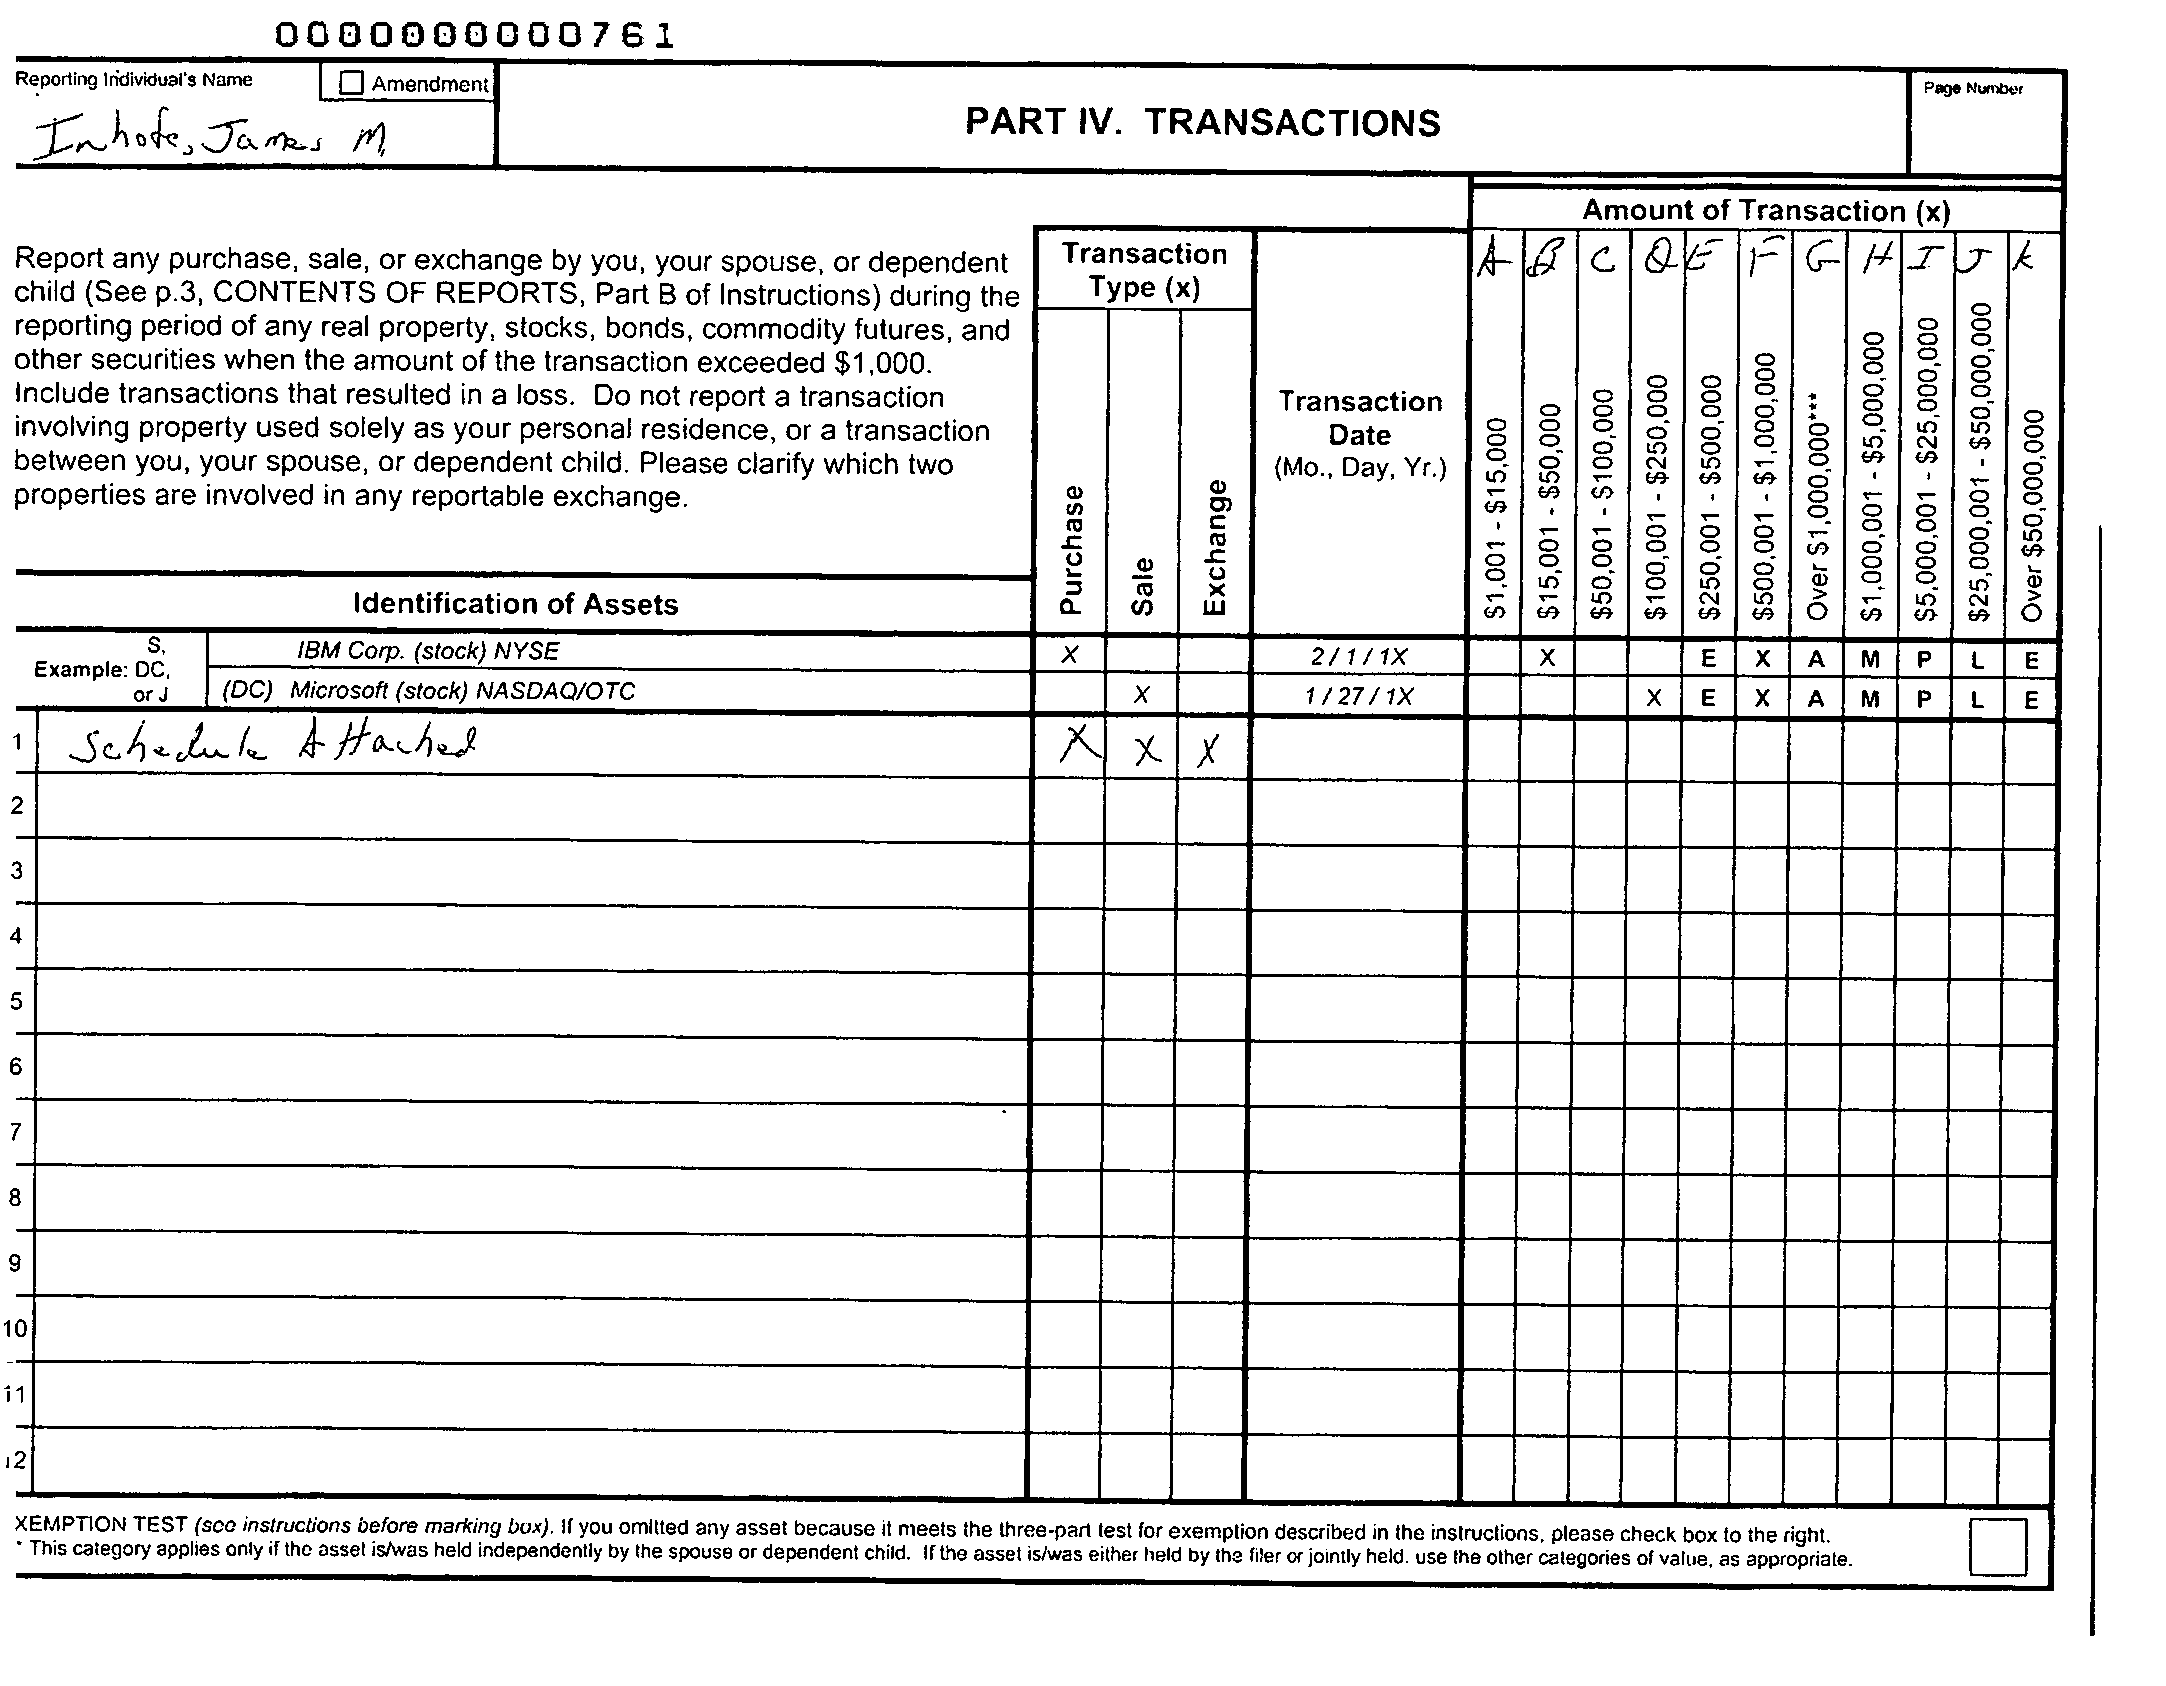 0000000000761
Reporting Individual's Name
Amendment
Inhofe, James M.
PART IV. TRANSACTIONS
Page Number
Amount of Transaction (x)
Report any purchase, sale, or exchange by you, your spouse, or dependent
child (See p.3, CONTENTS OF REPORTS, Part B of Instructions) during the
reporting period of any real property, stocks, bonds, commodity futures, and
other securities when the amount of the transaction exceeded $1,000.
Include transactions that resulted in a loss. Do not report a transaction
involving property used solely as your personal residence, or a transaction
between you, your spouse, or dependent child. Please clarify which two
properties are involved in any reportable exchange.
Transaction
Type (x)
Purchase
Sale
Exchange
Transaction
Date
(Mo., Day, Yr.)
A B C D E F G H I J K
$1,001 - $15,000
$15,001 - $50,000
$50,001 - $100,000
$100,001 - $250,000
$250,001 - $500,000
$500,001 - $1,000,000
Over $1,000,000***
$1,000,001 - $5,000,000
$5,000,001 - $25,000,000
$25,000,001 - $50,000,000
Over $50,000,000
Identification of Assets
Example:
S,
DC,
or J
IBM Corp. (stock) NYSE X 2 / 1 / 1X X E X A M P L E
(DC) Microsoft (stock) NASDAQ/OTC X 1 / 27 / 1X X E X A M P L E
1 Schedule Attached X X X
2
3
4
5
6
7
8
9
10
11
12
XEMPTION TEST (see instructions before marking box). If you omitted any asset because it meets the three-part test for exemption described in the instructions, please check box to the right.
* This category applies only if the asset is/was held independently by the spouse or dependent child. If the asset is/was either held by the filer or jointly held, use the other categories of value, as appropriate.